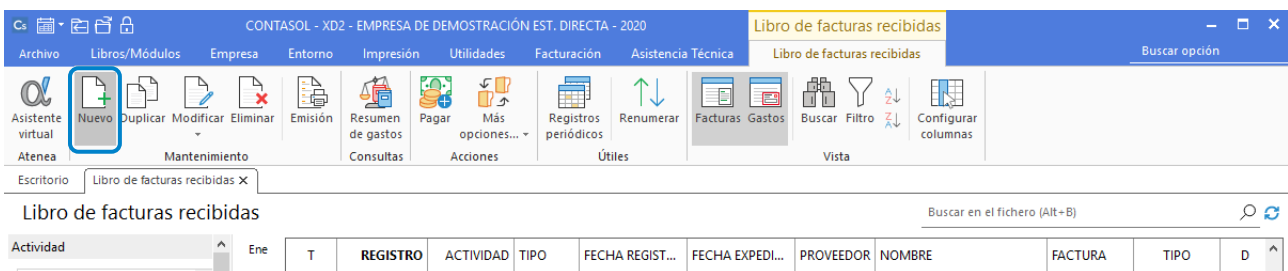 Cs CONTASOL - XD2 - EMPRESA DE DEMOSTRACIÓN EST. DIRECTA - 2020 Libro de facturas recibidas
Archivo Libros/Módulos Empresa Entorno Impresión Utilidades Facturación Asistencia Técnica Libro de facturas recibidas Buscar opción
Asistente virtual
Nuevo Duplicar Modificar Eliminar
Emisión
Resumen de gastos
Pagar
Más opciones...
Registros periódicos
Renumerar
Facturas Gastos
Buscar Filtro
Configurar columnas
Atenea Mantenimiento Consultas Acciones Útiles Vista
Escritorio Libro de facturas recibidas X
Libro de facturas recibidas Buscar en el fichero (Alt+B)
Actividad Ene T REGISTRO ACTIVIDAD TIPO FECHA REGIST... FECHA EXPEDI... PROVEEDOR NOMBRE FACTURA TIPO D